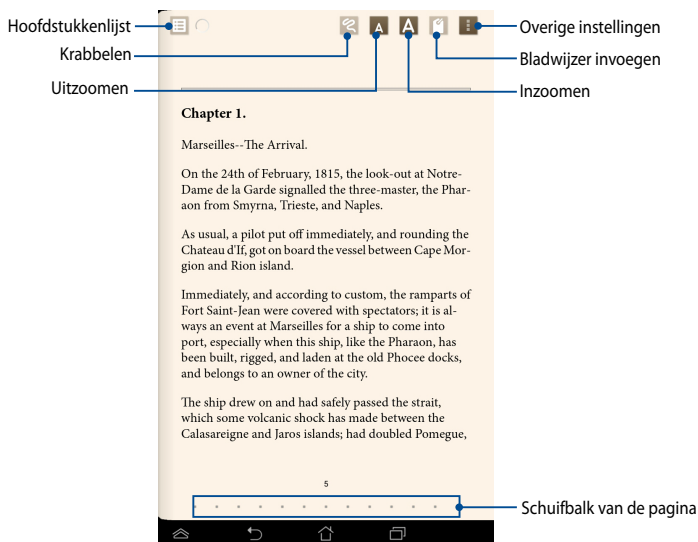 Hoofdstukkenlijst
Krabbelen
Uitzoomen
A A
Overige instellingen
Bladwijzer invoegen
Inzoomen
Chapter 1.
Marseilles--The Arrival.
On the 24th of February, 1815, the look-out at Notre-
Dame de la Garde signalled the three-master, the Phar-
aon from Smyrna, Trieste, and Naples.
As usual, a pilot put off immediately, and rounding the
Chateau d'If, got on board the vessel between Cape Mor-
gion and Rion island.
Immediately, and according to custom, the ramparts of
Fort Saint-Jean were covered with spectators; it is al-
ways an event at Marseilles for a ship to come into
port, especially when this ship, like the Pharaon, has
been built, rigged, and laden at the old Phocee docks,
and belongs to an owner of the city.
The ship drew on and had safely passed the strait,
which some volcanic shock has made between the
Calasareigne and Jaros islands; had doubled Pomegue,
5
Schuifbalk van de pagina